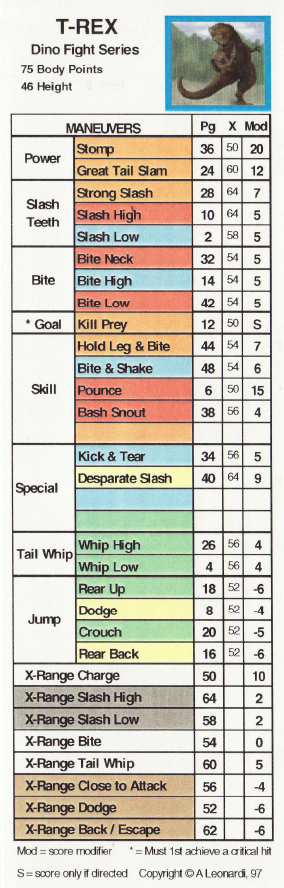 T-REX
Dino Fight Series
75 Body Points
46 Height
MANEUVERS Pg X Mod
Power
Stomp 36 50 20
Great Tail Slam 24 60 12
Slash Teeth
Strong Slash 28 64 7
Slash High 10 64 5
Slash Low 2 58 5
Bite
Bite Neck 32 54 5
Bite High 14 54 5
Bite Low 42 54 5
* Goal Kill Prey 12 50 S
Skill
Hold Leg & Bite 44 54 7
Bite & Shake 48 54 6
Pounce 6 50 15
Bash Snout 38 56 4
Special
Kick & Tear 34 56 5
Desparate Slash 40 64 9
Tail Whip
Whip High 26 56 4
Whip Low 4 56 4
Jump
Rear Up 18 52 -6
Dodge 8 52 -4
Crouch 20 52 -5
Rear Back 16 52 -6
X-Range Charge 50 10
X-Range Slash High 64 2
X-Range Slash Low 58 2
X-Range Bite 54 0
X-Range Tail Whip 60 5
X-Range Close to Attack 56 -4
X-Range Dodge 52 -6
X-Range Back / Escape 62 -6
Mod = score modifier * = Must 1st achieve a critical hit
S = score only if directed Copyright © A Leonardi, 97